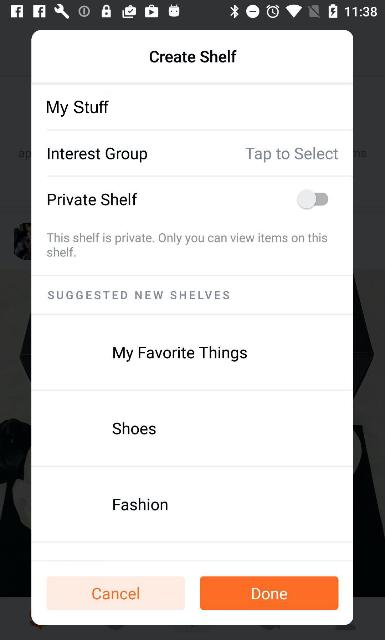 11:38
Create Shelf
My Stuff
Interest Group Tap to Select
Private Shelf
This shelf is private. Only you can view items on this
shelf.
SUGGESTED NEW SHELVES
My Favorite Things
Shoes
Fashion
Cancel Done